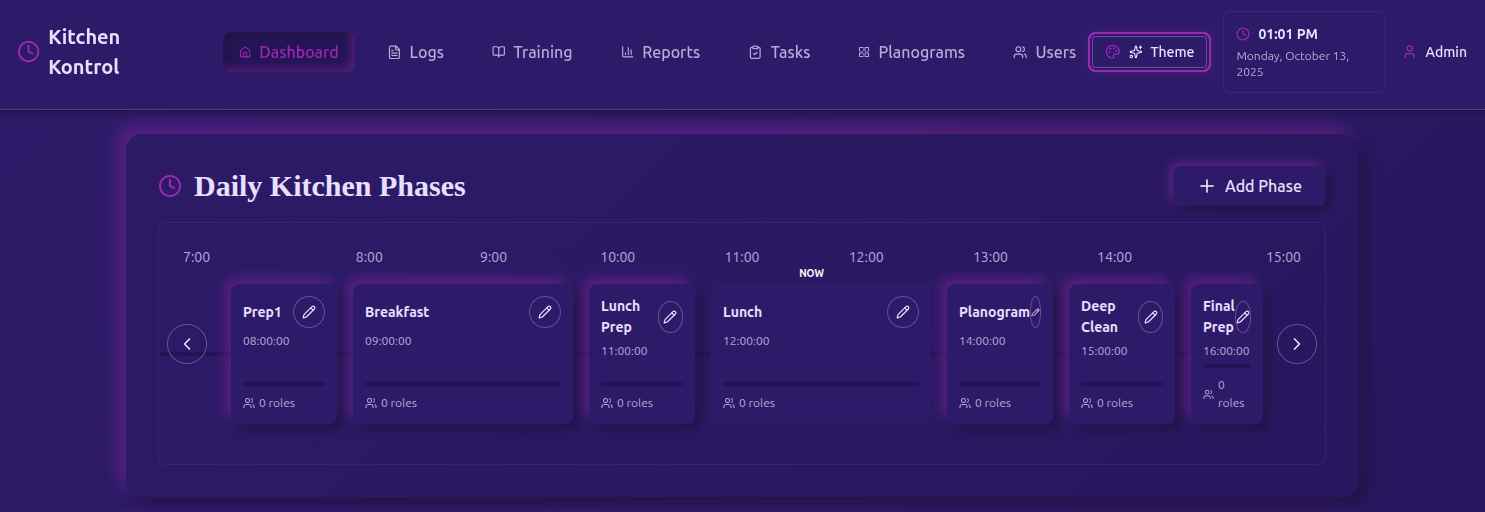 Kitchen
Kontrol
Dashboard
Logs
Training
Reports
Tasks
Planograms
Users
Theme
01:01 PM
Monday, October 13,
2025
Admin
Daily Kitchen Phases
Add Phase
7:00 8:00 9:00 10:00 11:00 12:00 13:00 14:00 15:00
NOW
Prep1
08:00:00
0 roles
Breakfast
09:00:00
0 roles
Lunch
Prep
11:00:00
0 roles
Lunch
12:00:00
0 roles
Planogram
14:00:00
0 roles
Deep
Clean
15:00:00
0 roles
Final
Prep
16:00:00
0
roles